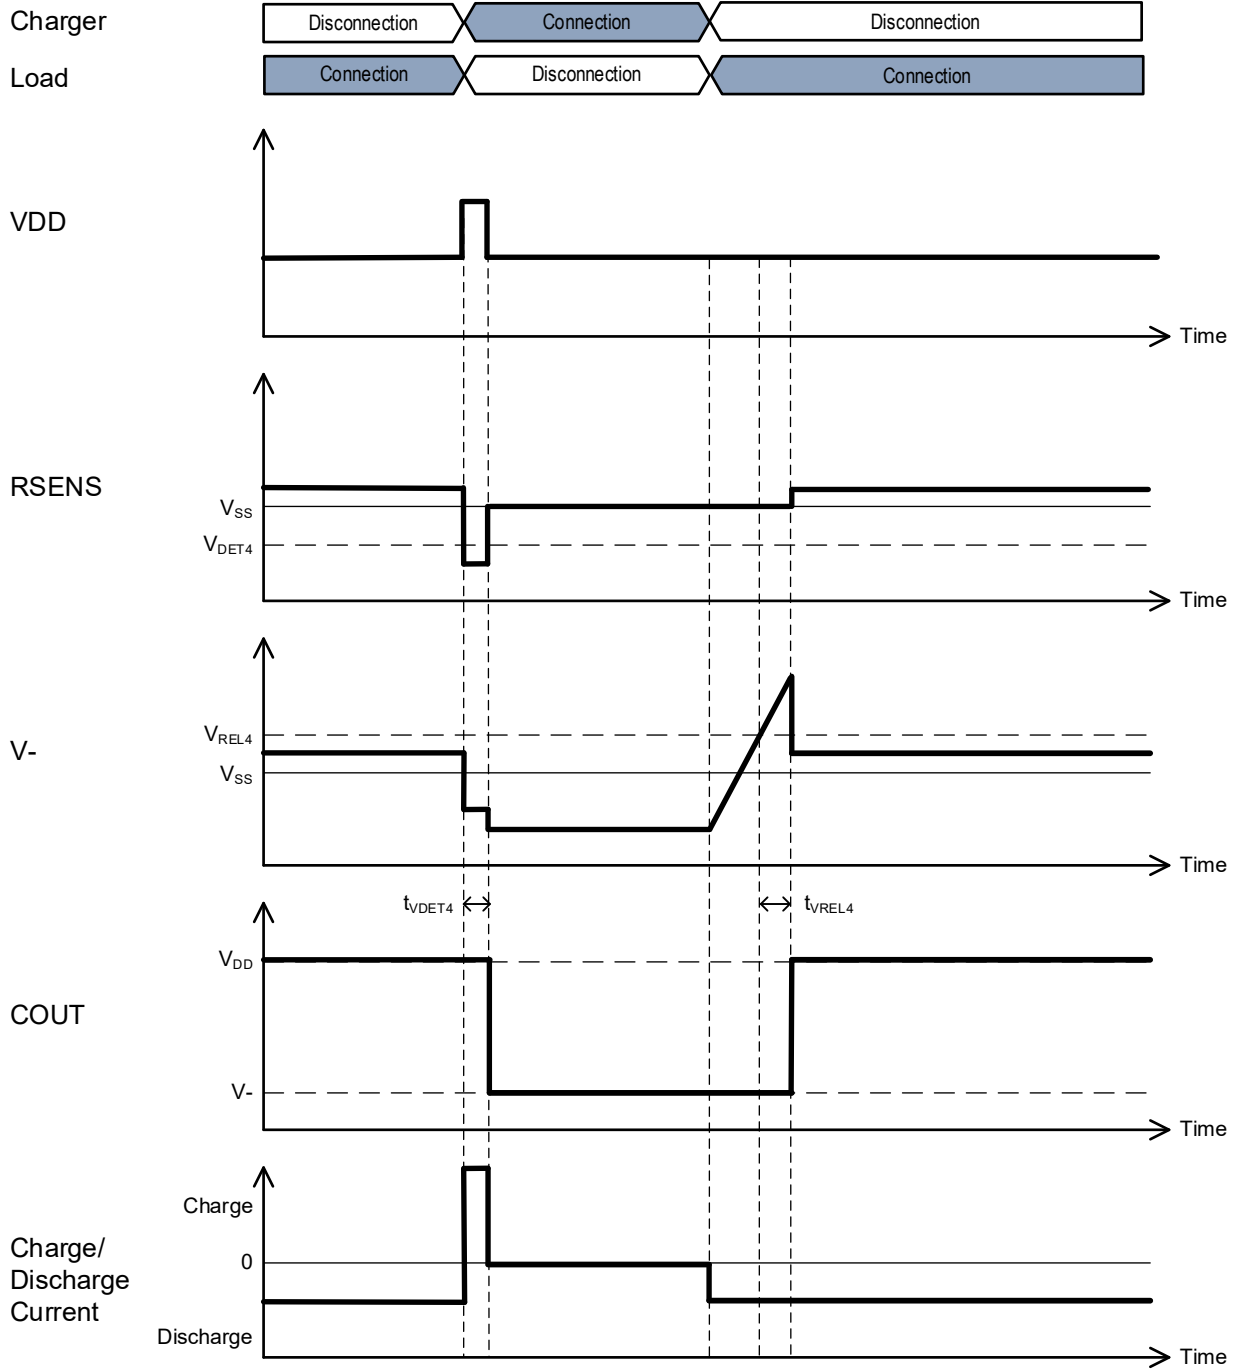 Charger Disconnection Connection Disconnection
Load Connection Disconnection Connection
VDD
Time
RSENS
VSS
VDET4
Time
V-
VREL4
VSS
Time
tVDET4 tVREL4
COUT
VDD
V-
Time
Charge
0
Charge/
Discharge
Current
Discharge
Time